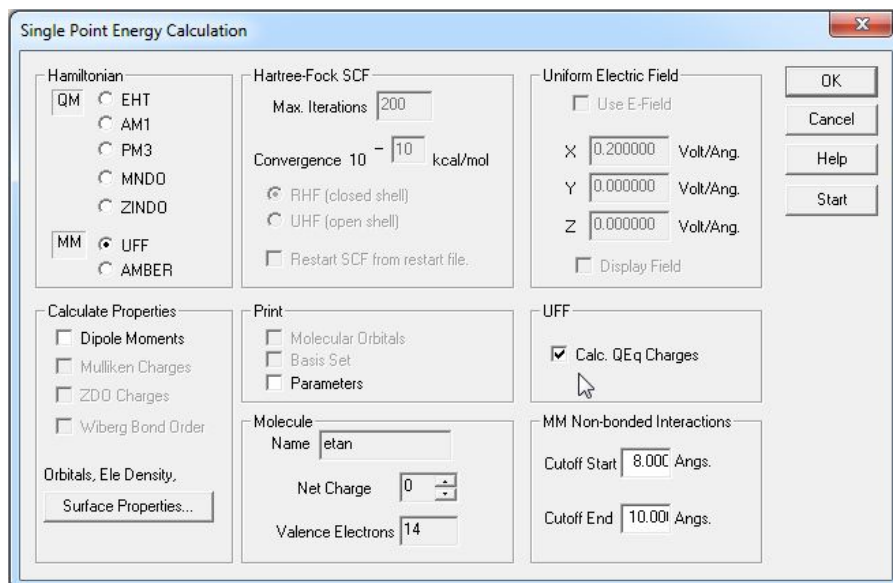 Single Point Energy Calculation
Hamiltonian
QM
EHT
AM1
PM3
MNDO
ZINDO
MM
UFF
AMBER
Hartree-Fock SCF
Max. Iterations 200
Convergence 10 - 10 kcal/mol
RHF (closed shell)
UHF (open shell)
Restart SCF from restart file.
Uniform Electric Field
Use E-Field
X 0.200000 Volt/Ang.
Y 0.000000 Volt/Ang.
Z 0.000000 Volt/Ang.
Display Field
OK
Cancel
Help
Start
Calculate Properties
Dipole Moments
Mulliken Charges
ZDO Charges
Wiberg Bond Order
Orbitals, Ele Density,
Surface Properties...
Print
Molecular Orbitals
Basis Set
Parameters
UFF
Calc. QEq Charges
Molecule
Name etan
Net Charge 0
Valence Electrons 14
MM Non-bonded Interactions
Cutoff Start 8.000 Angs.
Cutoff End 10.000 Angs.